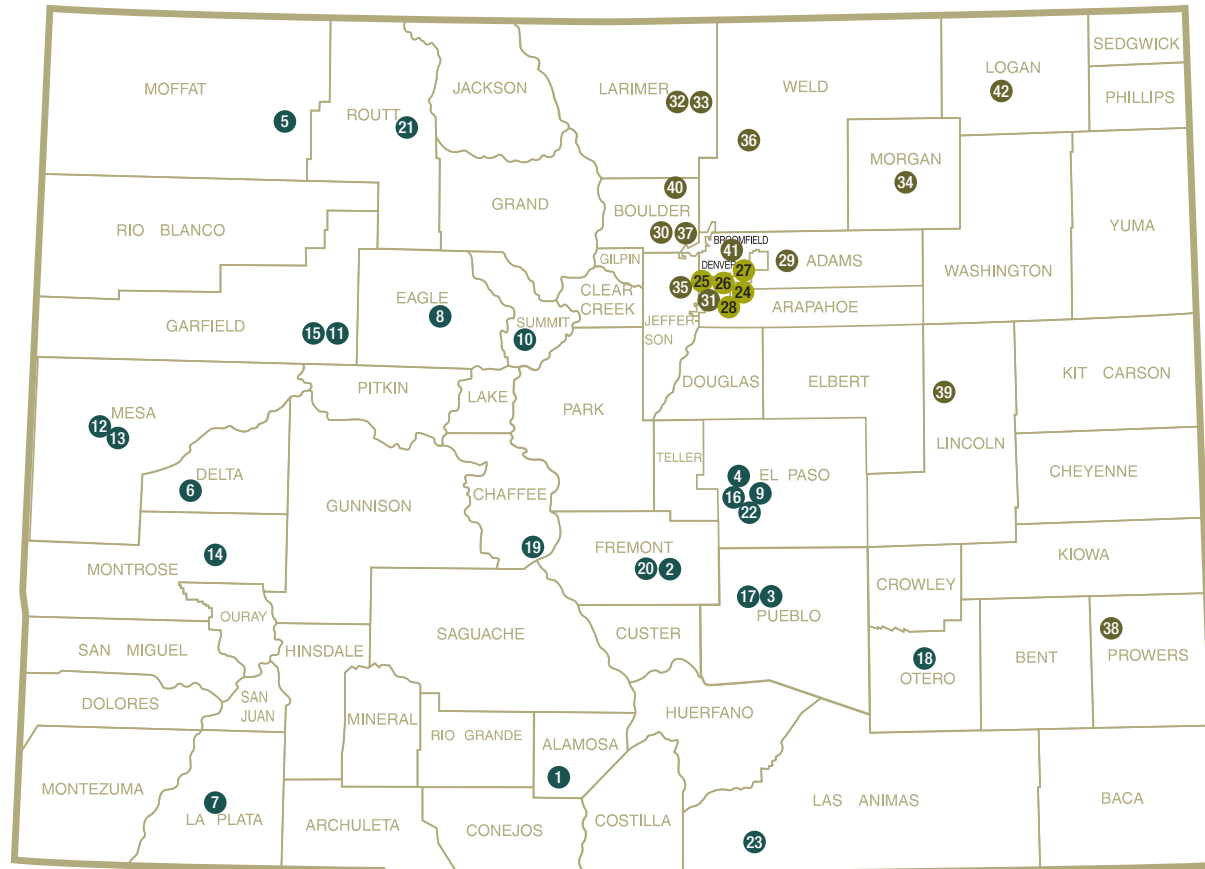 SEDGWICK
LOGAN
42
MOFFAT
JACKSON
LARIMER
32 33
WELD
PHILLIPS
5
ROUTT
21
36
MORGAN
34
40
GRAND
BOULDER
30 37
RIO BLANCO
YUMA
BROOMFIELD
41
GILPIN
DENVER
29
ADAMS
27
WASHINGTON
CLEAR
CREEK
35
25
26
24
EAGLE
8
31
28
ARAPAHOE
GARFIELD
15 11
SUMMIT
10
JEFFER-
SON
PITKIN
LAKE
DOUGLAS
ELBERT
KIT CARSON
39
PARK
MESA
12
13
LINCOLN
TELLER
DELTA
6
4
EL PASO
CHEYENNE
16
9
22
CHAFFEE
GUNNISON
19
14
FREMONT
20 2
KIOWA
MONTROSE
CROWLEY
17 3
PUEBLO
OURAY
38
SAGUACHE
CUSTER
SAN MIGUEL
HINSDALE
18
OTERO
BENT
PROWERS
DOLORES
SAN
JUAN
MINERAL
HUERFANO
RIO GRANDE
ALAMOSA
1
MONTEZUMA
7
LA PLATA
LAS ANIMAS
BACA
ARCHULETA
CONEJOS
COSTILLA
23